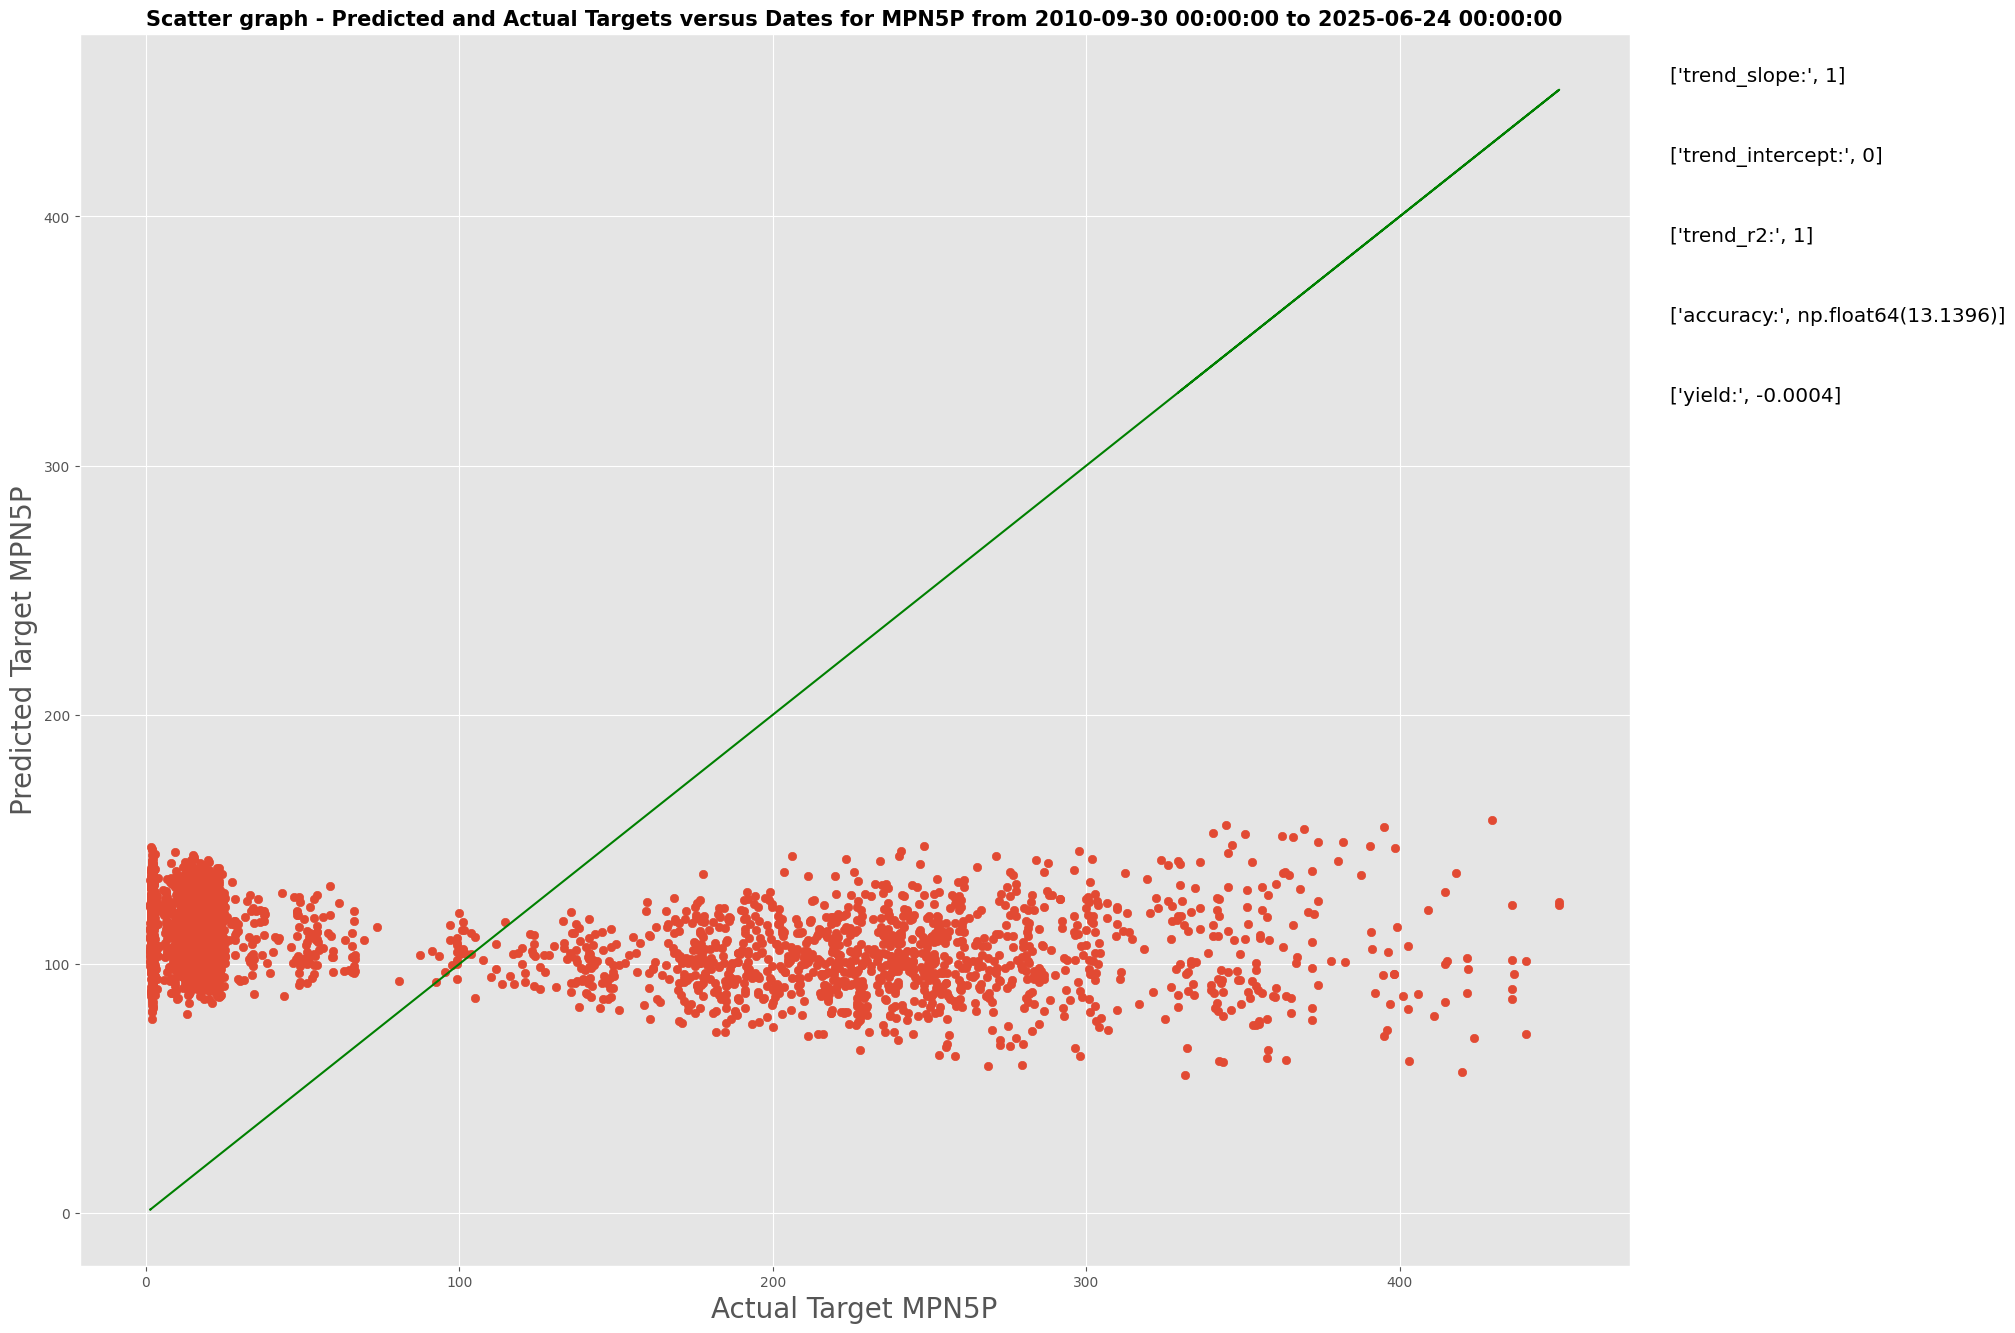 Scatter graph - Predicted and Actual Targets versus Dates for MPN5P from 2010-09-30 00:00:00 to 2025-06-24 00:00:00
['trend_slope:', 1]
['trend_intercept:', 0]
['trend_r2:', 1]
['accuracy:', np.float64(13.1396)]
['yield:', -0.0004]
Predicted Target MPN5P
400
300
200
100
0
0 100 200 300 400
Actual Target MPN5P